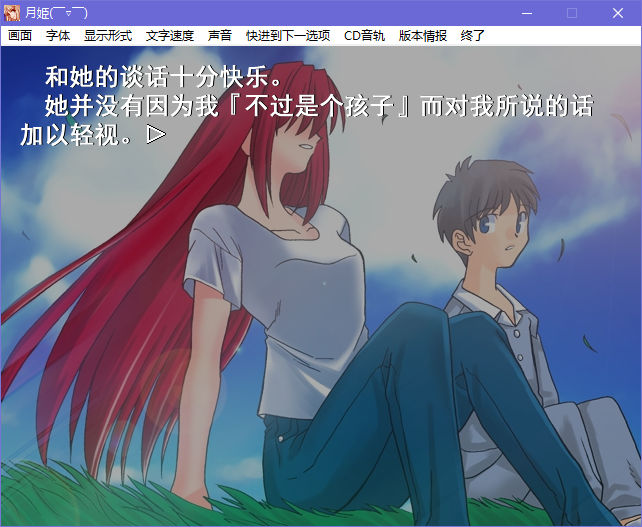 月姫(￣▽￣)
画面 字体 显示形式 文字速度 声音 快进到下一选项 CD音轨 版本情报 终了
和她的谈话十分快乐。
她并没有因为我『不过是个孩子』而对我所说的话
加以轻视。▷